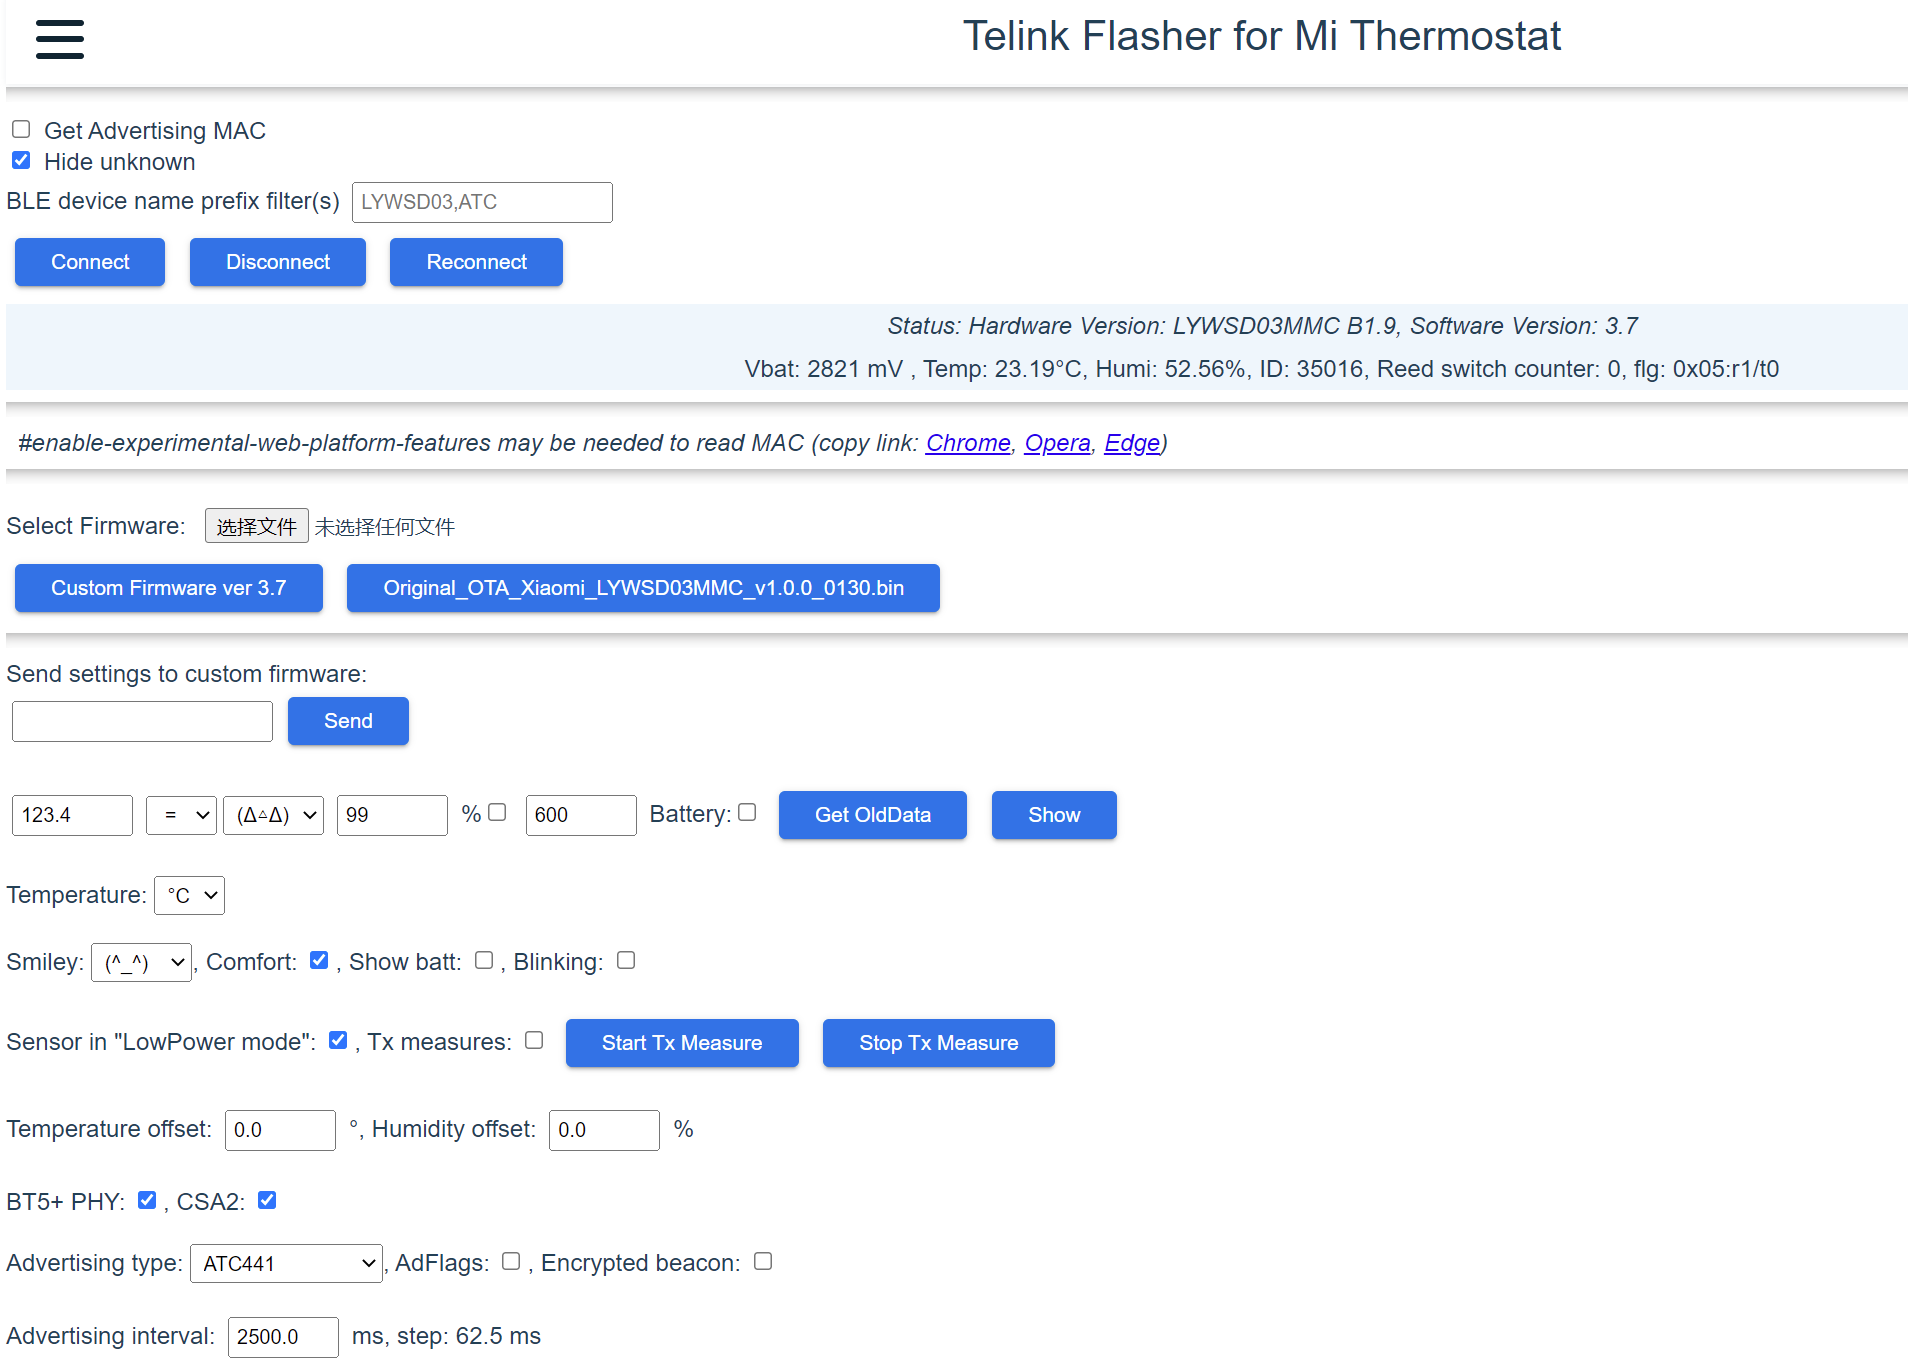 Telink Flasher for Mi Thermostat
Get Advertising MAC
Hide unknown
BLE device name prefix filter(s) LYWSD03,ATC
Connect Disconnect Reconnect
Status: Hardware Version: LYWSD03MMC B1.9, Software Version: 3.7
Vbat: 2821 mV , Temp: 23.19°C, Humi: 52.56%, ID: 35016, Reed switch counter: 0, flg: 0x05:r1/t0
#enable-experimental-web-platform-features may be needed to read MAC (copy link: Chrome, Opera, Edge)
Select Firmware: 选择文件 未选择任何文件
Custom Firmware ver 3.7 Original_OTA_Xiaomi_LYWSD03MMC_v1.0.0_0130.bin
Send settings to custom firmware:
Send
123.4 = (Δ▵Δ) 99 % 600 Battery: Get OldData Show
Temperature: °C
Smiley: (^_^) , Comfort: , Show batt: , Blinking:
Sensor in "LowPower mode": , Tx measures: Start Tx Measure Stop Tx Measure
Temperature offset: 0.0 °, Humidity offset: 0.0 %
BT5+ PHY: , CSA2:
Advertising type: ATC441 , AdFlags: , Encrypted beacon:
Advertising interval: 2500.0 ms, step: 62.5 ms